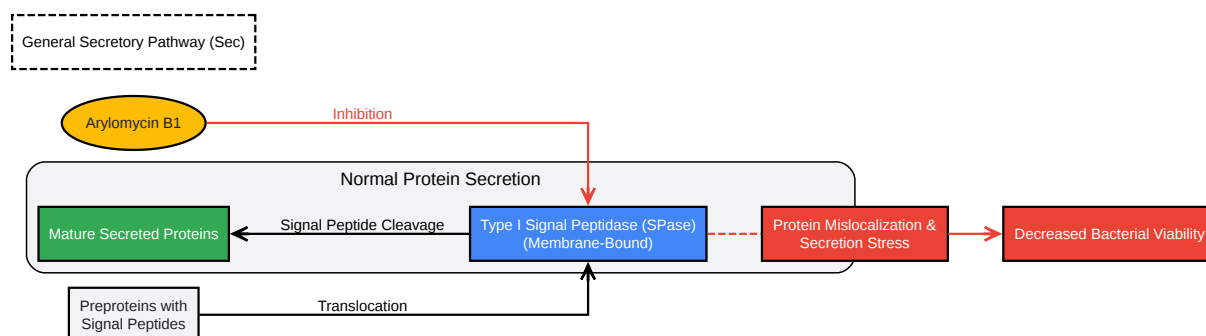 General Secretory Pathway (Sec)
Arylomycin B1
Inhibition
Normal Protein Secretion
Mature Secreted Proteins
Signal Peptide Cleavage
Type I Signal Peptidase (SPase)
(Membrane-Bound)
Protein Mislocalization &
Secretion Stress
Decreased Bacterial Viability
Preproteins with
Signal Peptides
Translocation